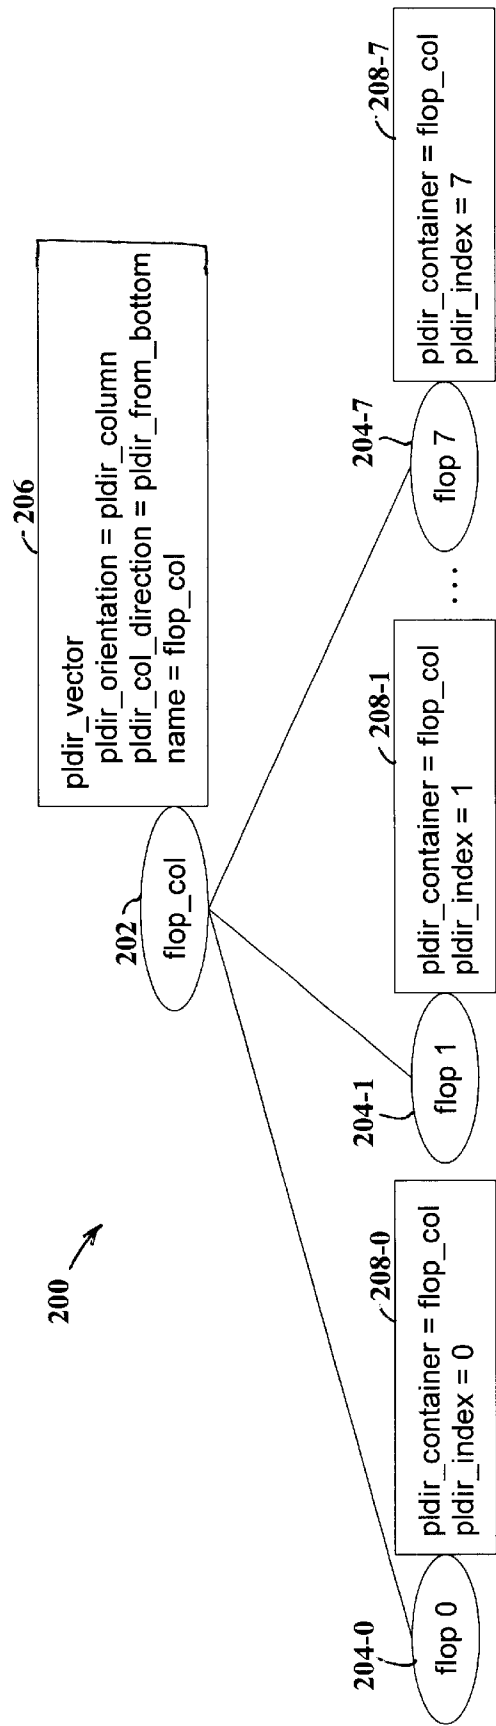 200
206
pldir_vector
pldir_orientation = pldir_column
pldir_col_direction = pldir_from_bottom
name = flop_col
202
flop_col
204-0
flop 0
208-0
pldir_container = flop_col
pldir_index = 0
204-1
flop 1
208-1
pldir_container = flop_col
pldir_index = 1
....
204-7
flop 7
208-7
pldir_container = flop_col
pldir_index = 7